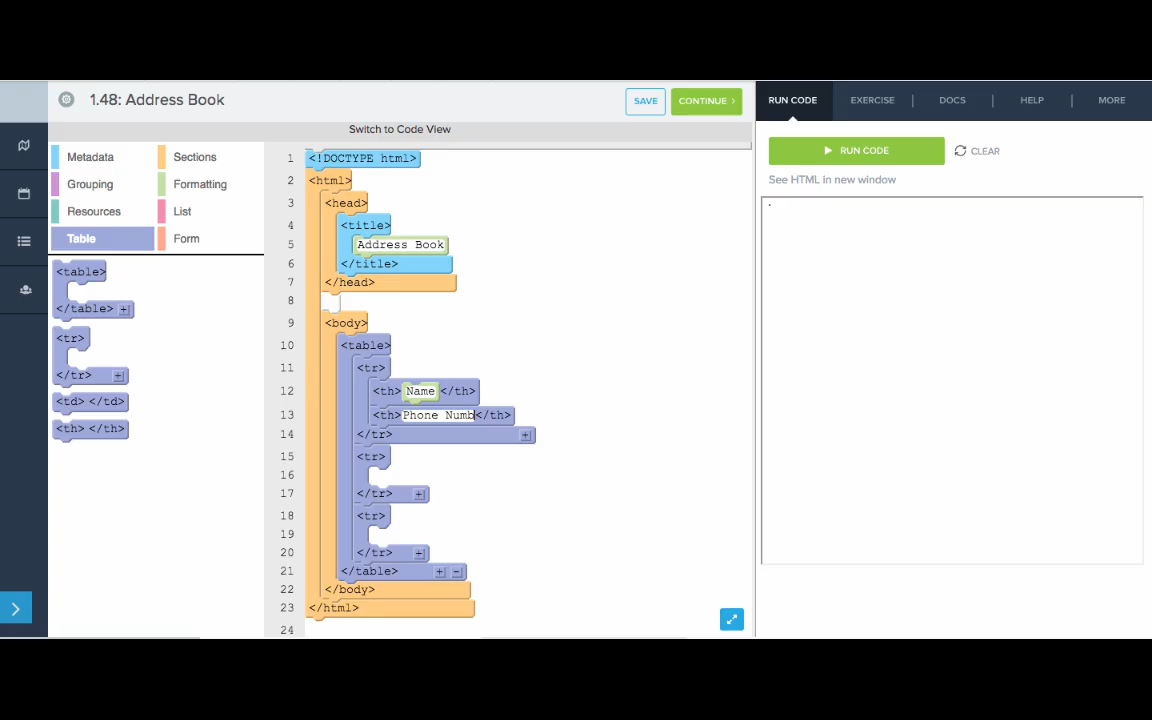 1.48: Address Book
SAVE
CONTINUE
RUN CODE
EXERCISE
DOCS
HELP
MORE
Switch to Code View
Metadata
Sections
Grouping
Formatting
Resources
List
Table
Form
<table>
</table>
<tr>
</tr>
<td> </td>
<th> </th>
1 <!DOCTYPE html>
2 <html>
3 <head>
4 <title>
5 Address Book
6 </title>
7 </head>
8
9 <body>
10 <table>
11 <tr>
12 <th> Name </th>
13 <th>Phone Numb</th>
14 </tr>
15 <tr>
16
17 </tr>
18 <tr>
19
20 </tr>
21 </table>
22 </body>
23 </html>
24
RUN CODE
CLEAR
See HTML in new window
.